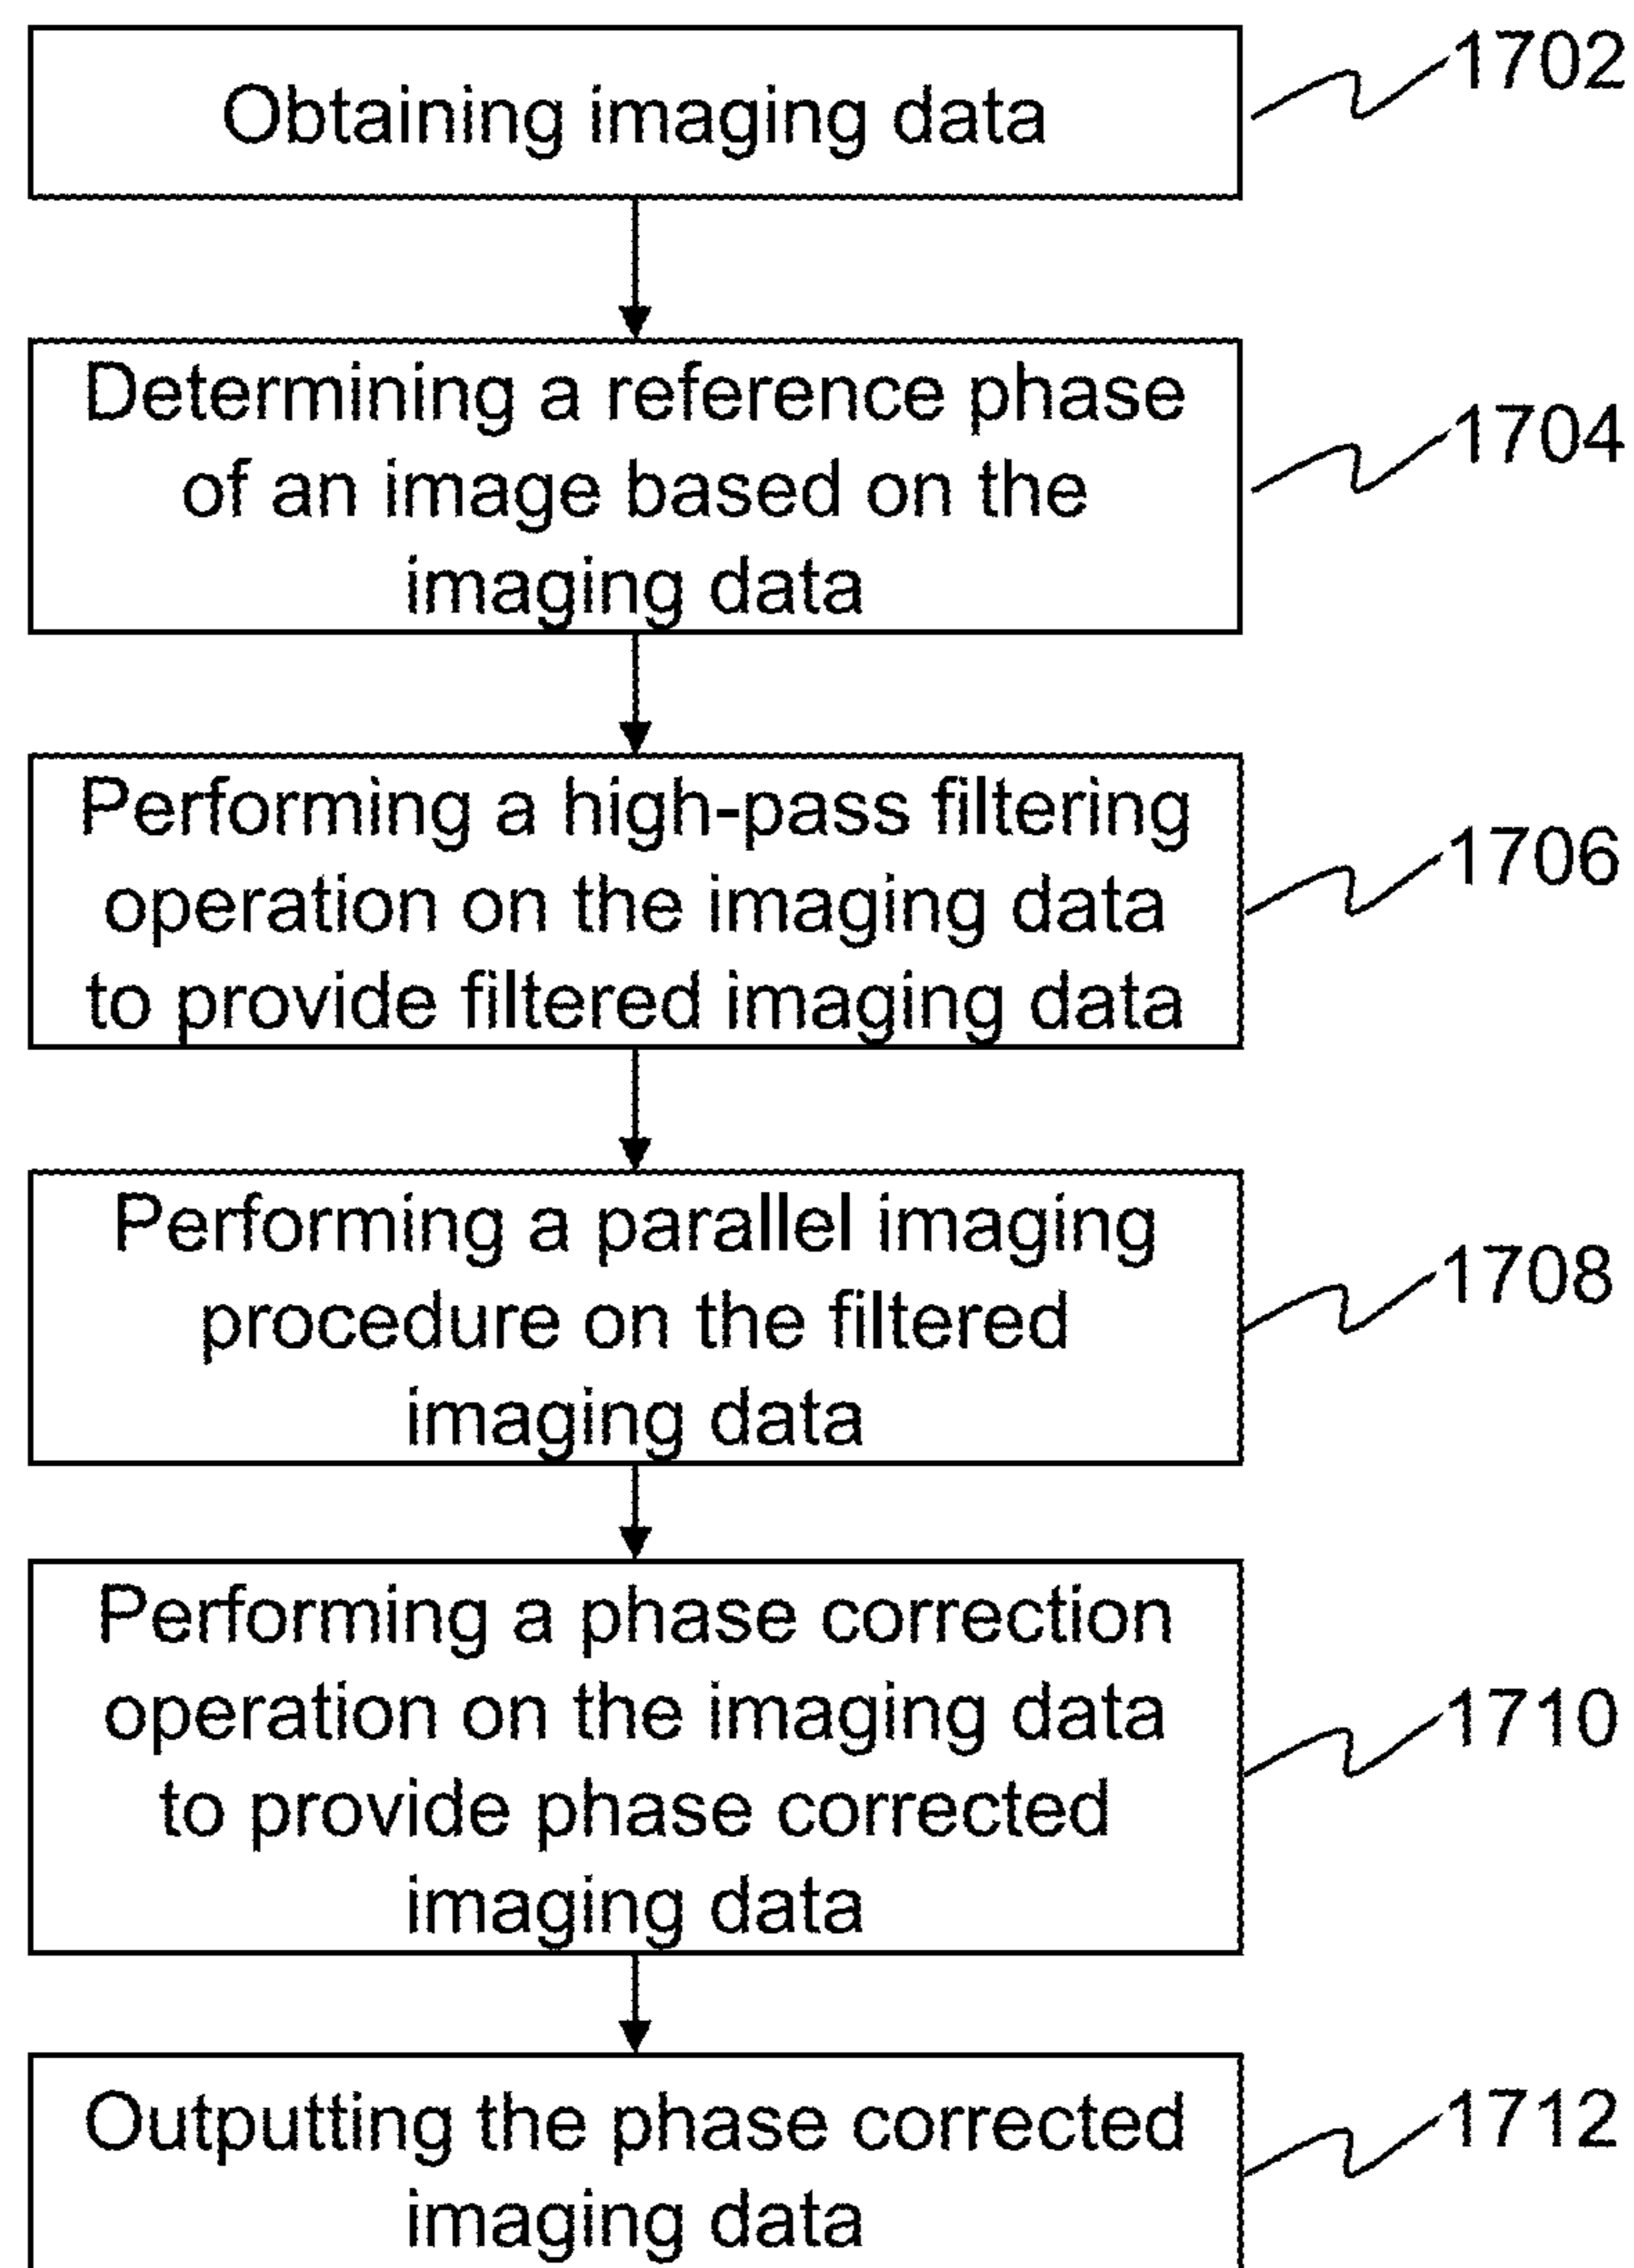 Obtaining imaging data
1702
Determining a reference phase
of an image based on the
imaging data
1704
Performing a high-pass filtering
operation on the imaging data
to provide filtered imaging data
1706
Performing a parallel imaging
procedure on the filtered
imaging data
1708
Performing a phase correction
operation on the imaging data
to provide phase corrected
imaging data
1710
Outputting the phase corrected
imaging data
1712